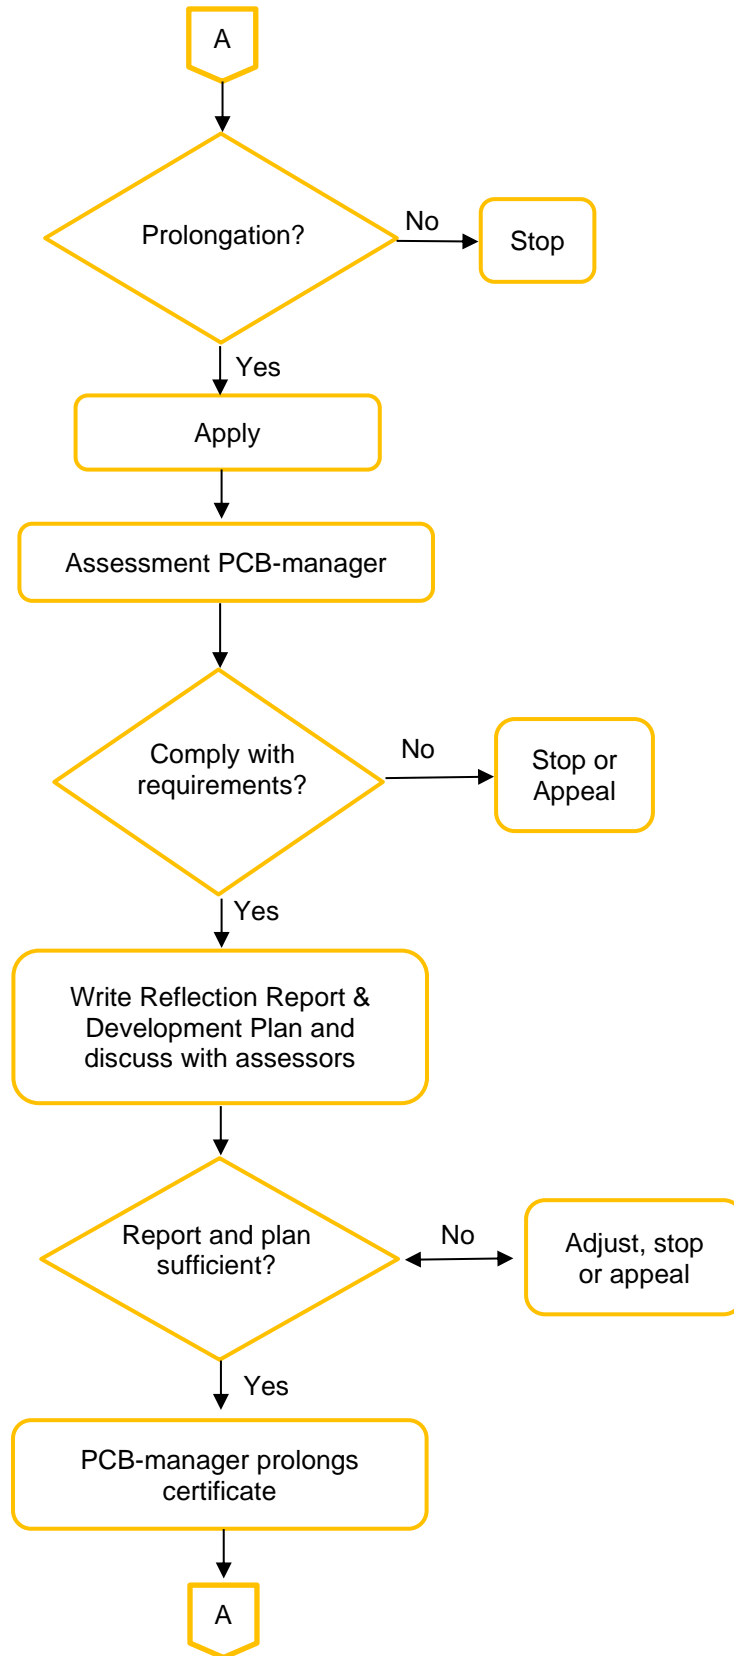 A
Prolongation?
No
Stop
Yes
Apply
Assessment PCB-manager
Comply with
requirements?
No
Stop or
Appeal
Yes
Write Reflection Report &
Development Plan and
discuss with assessors
Report and plan
sufficient?
No
Adjust, stop
or appeal
Yes
PCB-manager prolongs
certificate
A